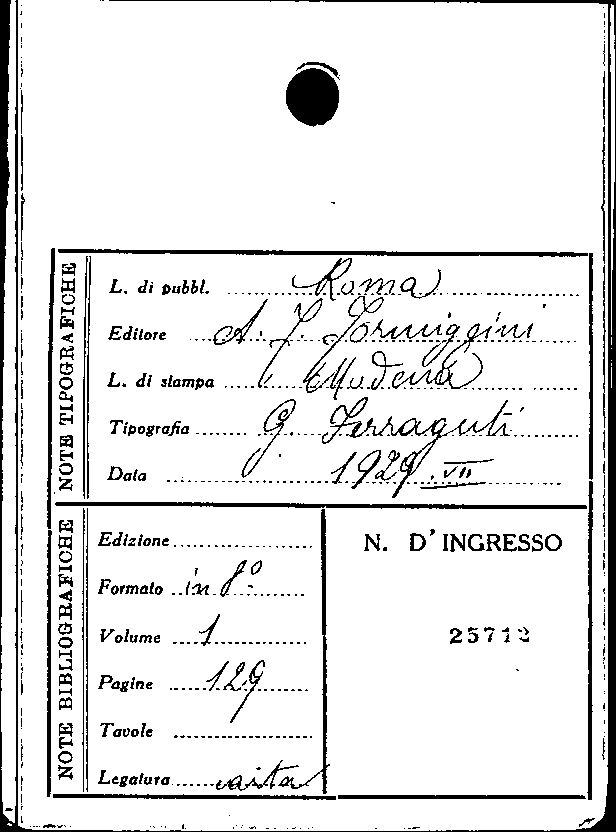 NOTE TIPOGRAFICHE
L. di pubbl. Roma
Editore A. F. Formiggini
L. di stampa Modena
Tipografia G. Ferraguti
Data 1929.VII
NOTE BIBLIOGRAFICHE
Edizione
Formato in 8º
Volume 1
Pagine 129
Tavole
Legatura carta
N. D'INGRESSO
25712